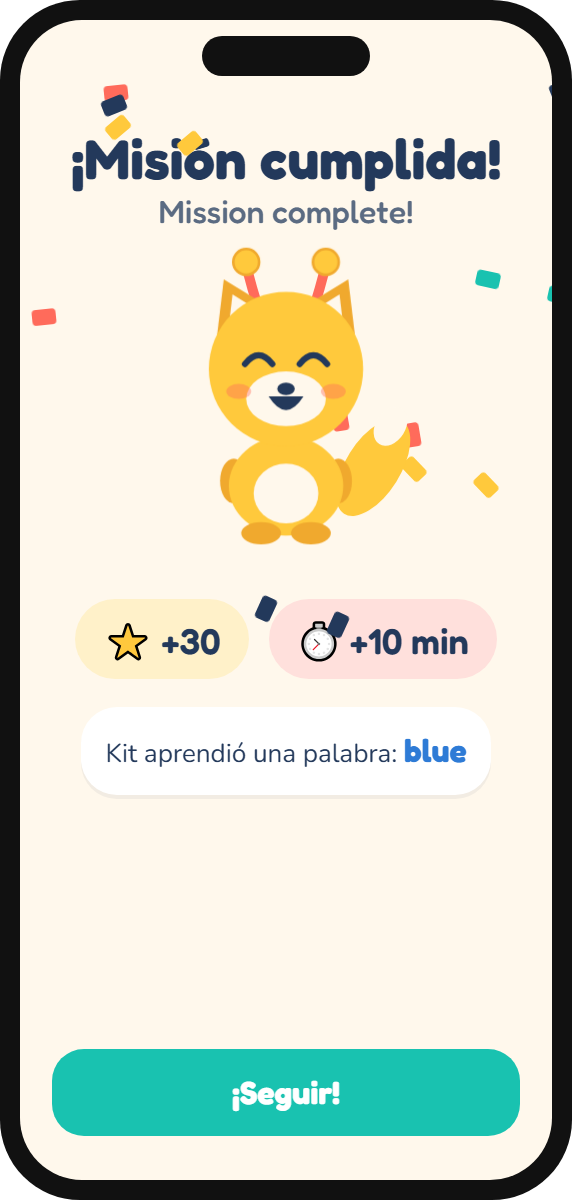 ¡Misión cumplida!
Mission complete!
+30
+10 min
Kit aprendió una palabra: blue
¡Seguir!